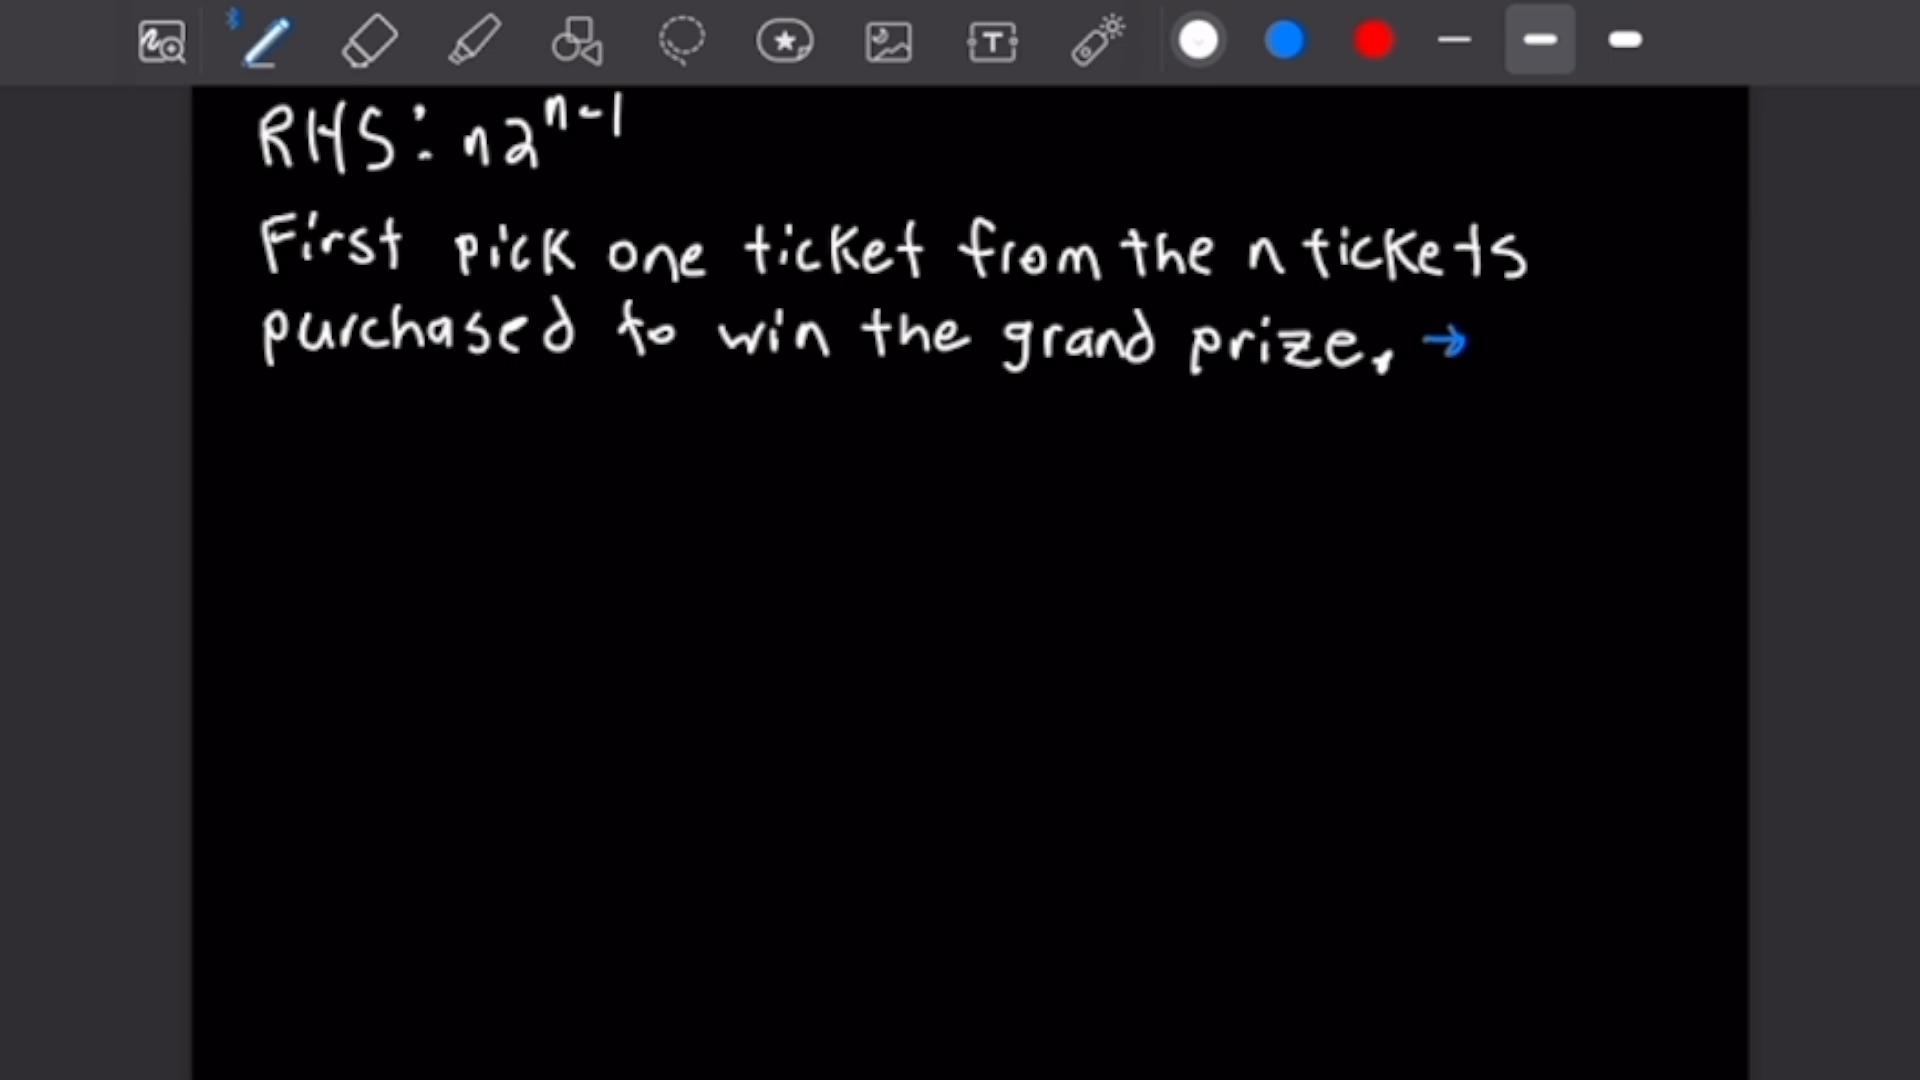 RHS: n2^{n-1}
First pick one ticket from the n tickets
purchased to win the grand prize. →